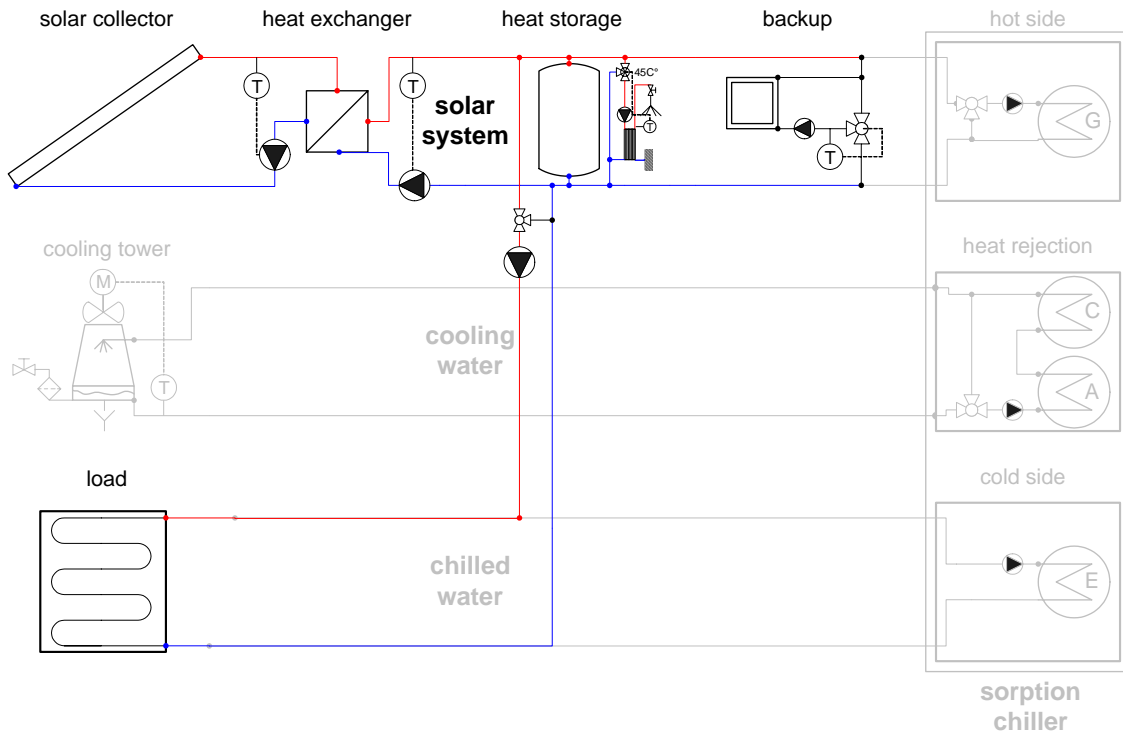 solar collector
heat exchanger
heat storage
backup
hot side
T
T
45C°
solar
system
T
T
G
cooling tower
heat rejection
M
C
cooling
water
T
A
load
cold side
chilled
water
E
sorption
chiller